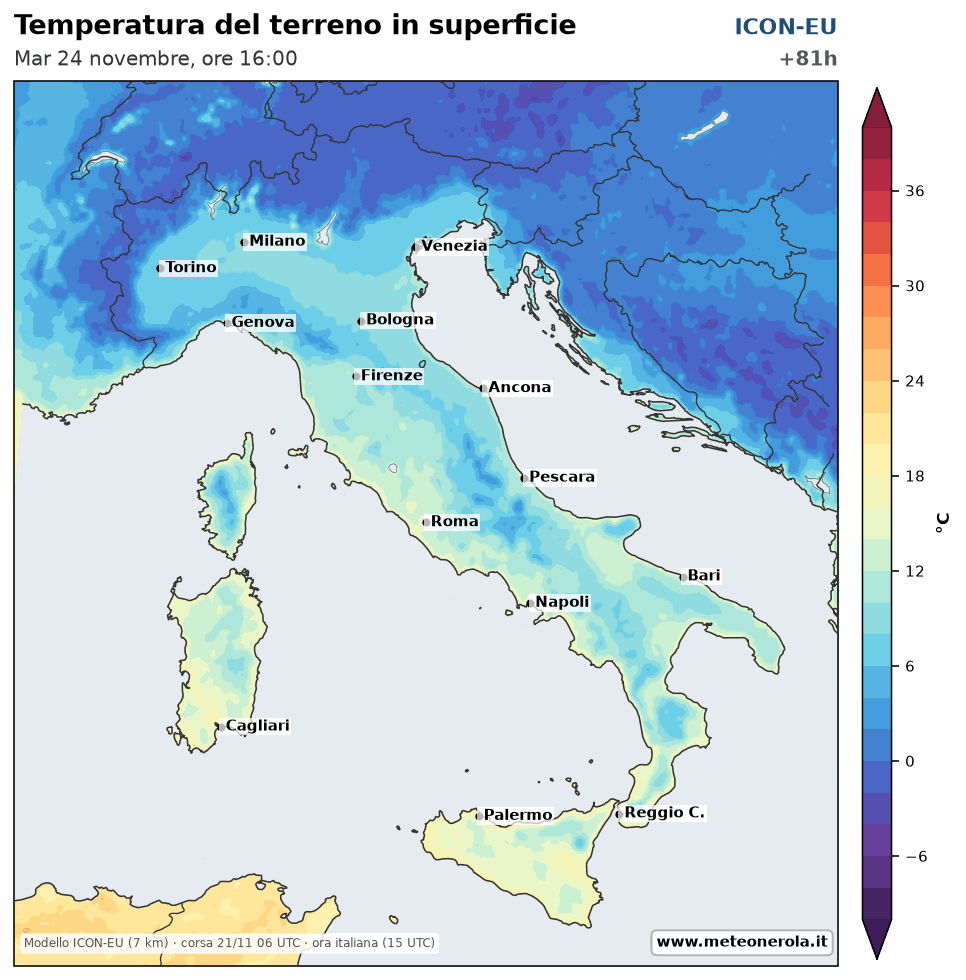 Temperatura del terreno in superficie
ICON-EU
Mar 24 novembre, ore 16:00
+81h
Milano
Venezia
Torino
Genova
Bologna
Firenze
Ancona
Pescara
Roma
Bari
Napoli
Cagliari
Palermo
Reggio C.
36
30
24
18
12
6
0
−6
°C
Modello ICON-EU (7 km) · corsa 21/11 06 UTC · ora italiana (15 UTC)
www.meteonerola.it